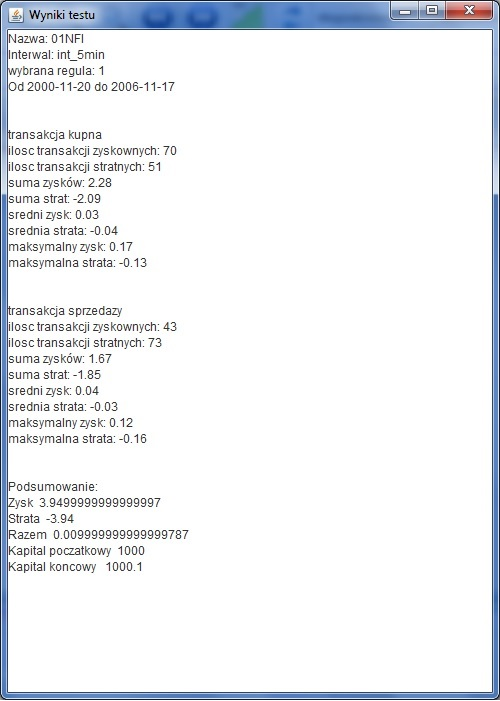 Wyniki testu
Nazwa: 01NFI
Interwal: int_5min
wybrana regula: 1
Od 2000-11-20 do 2006-11-17
transakcja kupna
ilosc transakcji zyskownych: 70
ilosc transakcji stratnych: 51
suma zysków: 2.28
suma strat: -2.09
sredni zysk: 0.03
srednia strata: -0.04
maksymalny zysk: 0.17
maksymalna strata: -0.13
transakcja sprzedazy
ilosc transakcji zyskownych: 43
ilosc transakcji stratnych: 73
suma zysków: 1.67
suma strat: -1.85
sredni zysk: 0.04
srednia strata: -0.03
maksymalny zysk: 0.12
maksymalna strata: -0.16
Podsumowanie:
Zysk  3.9499999999999997
Strata  -3.94
Razem  0.009999999999999787
Kapital poczatkowy  1000
Kapital koncowy  1000.1